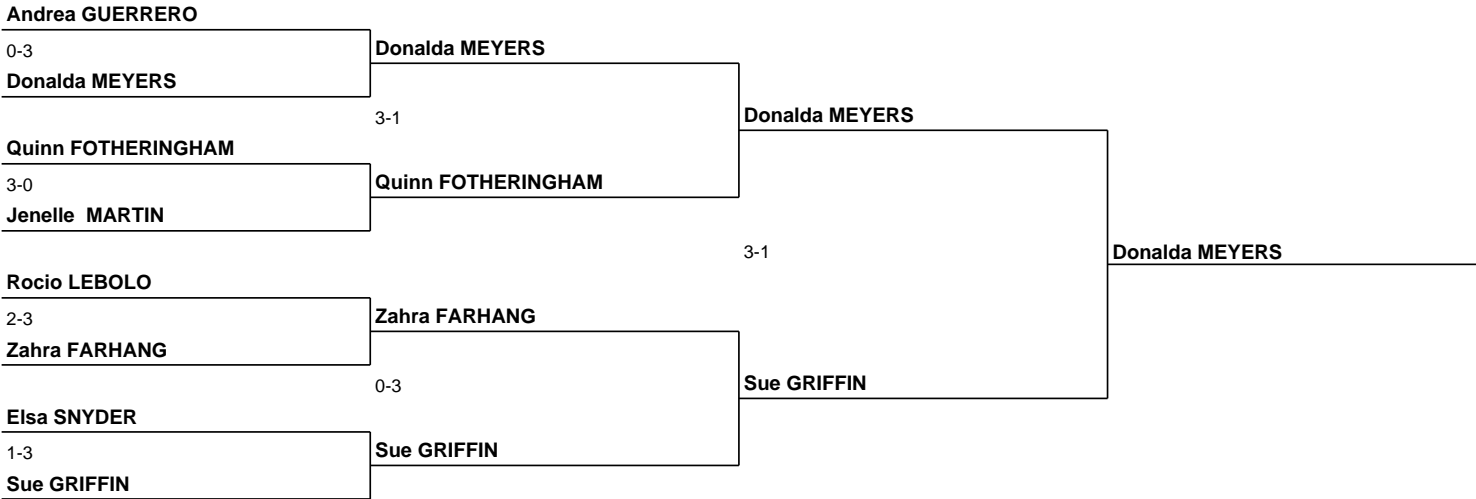 Andrea GUERRERO
0-3
Donalda MEYERS
Donalda MEYERS
3-1
Donalda MEYERS
Quinn FOTHERINGHAM
3-0
Quinn FOTHERINGHAM
Jenelle  MARTIN
3-1
Donalda MEYERS
Rocio LEBOLO
2-3
Zahra FARHANG
Zahra FARHANG
0-3
Sue GRIFFIN
Elsa SNYDER
1-3
Sue GRIFFIN
Sue GRIFFIN